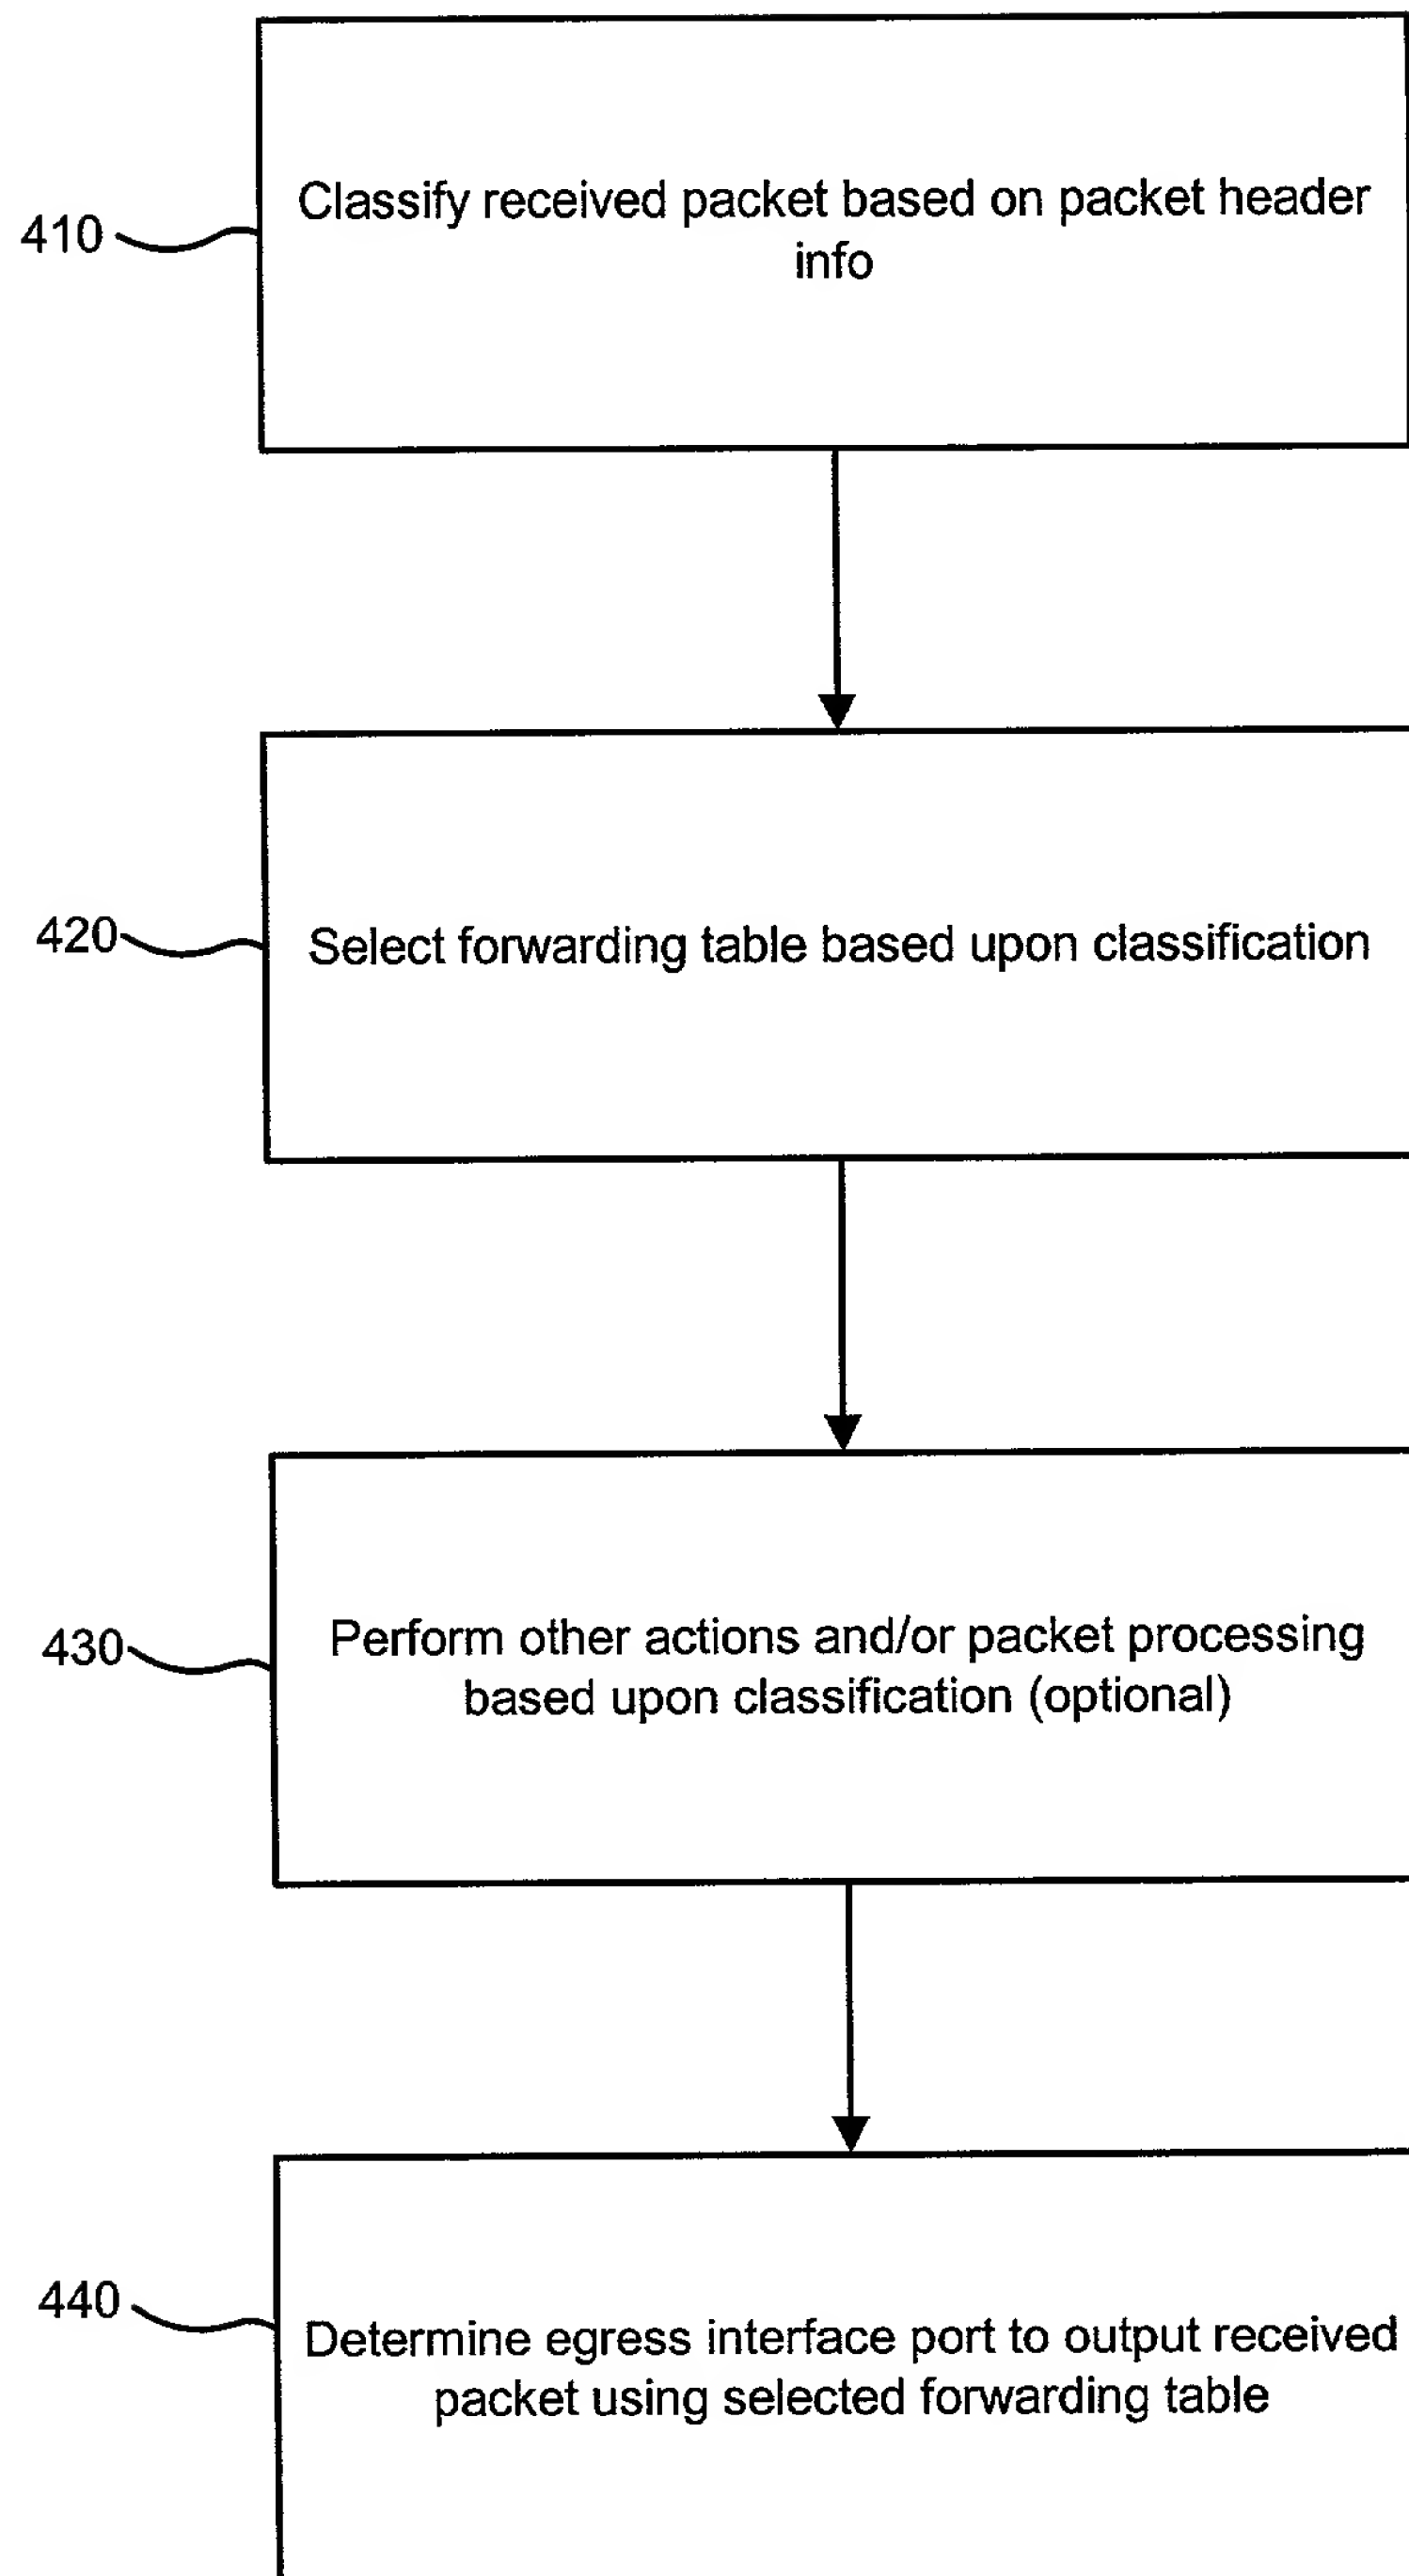 410
Classify received packet based on packet header
info
420
Select forwarding table based upon classification
430
Perform other actions and/or packet processing
based upon classification (optional)
440
Determine egress interface port to output received
packet using selected forwarding table